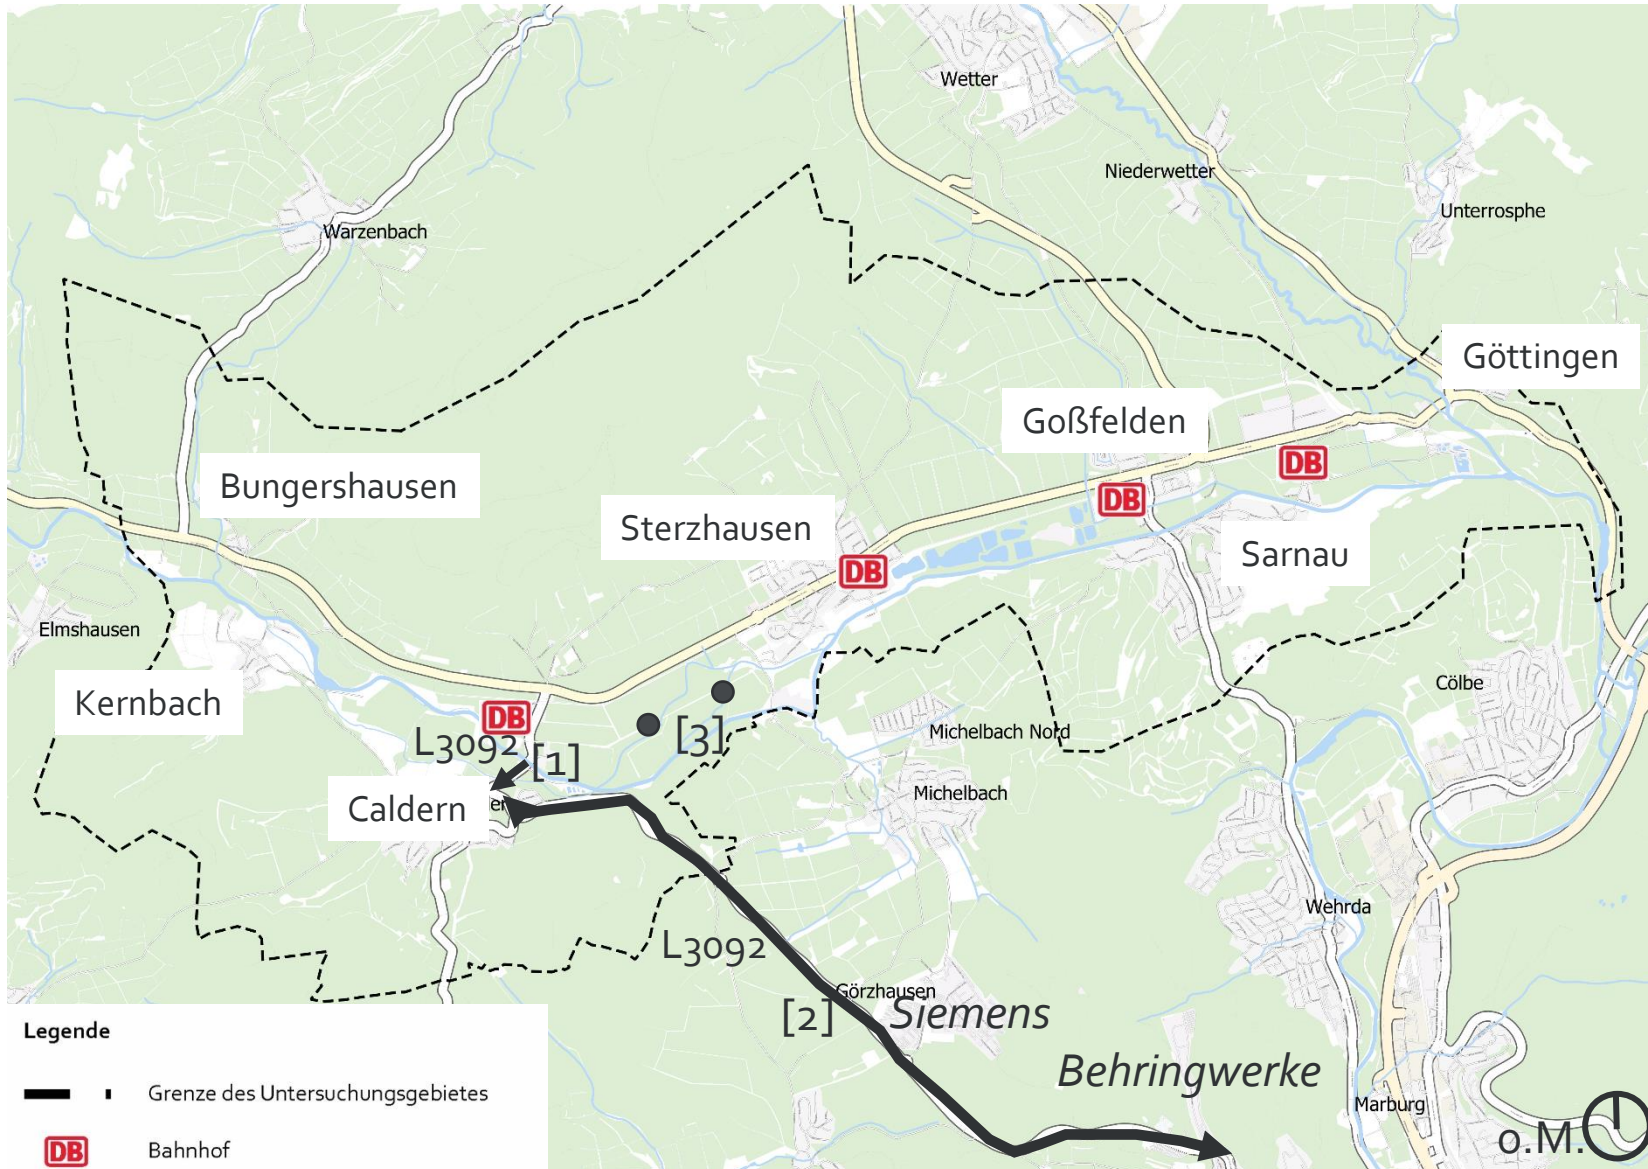 Wetter
Niederwetter
Unterrosphe
Warzenbach
Göttingen
Goßfelden
DB
Bungershausen
DB
Sterzhausen
Sarnau
DB
Elmshausen
Kernbach
Cölbe
DB
[3]
Michelbach Nord
L3092
[1]
Michelbach
Caldern
Wehrda
L3092
Görzhausen
[2]
Siemens
Legende
Behringwerke
Grenze des Untersuchungsgebietes
Marburg
o.M.
DB
Bahnhof